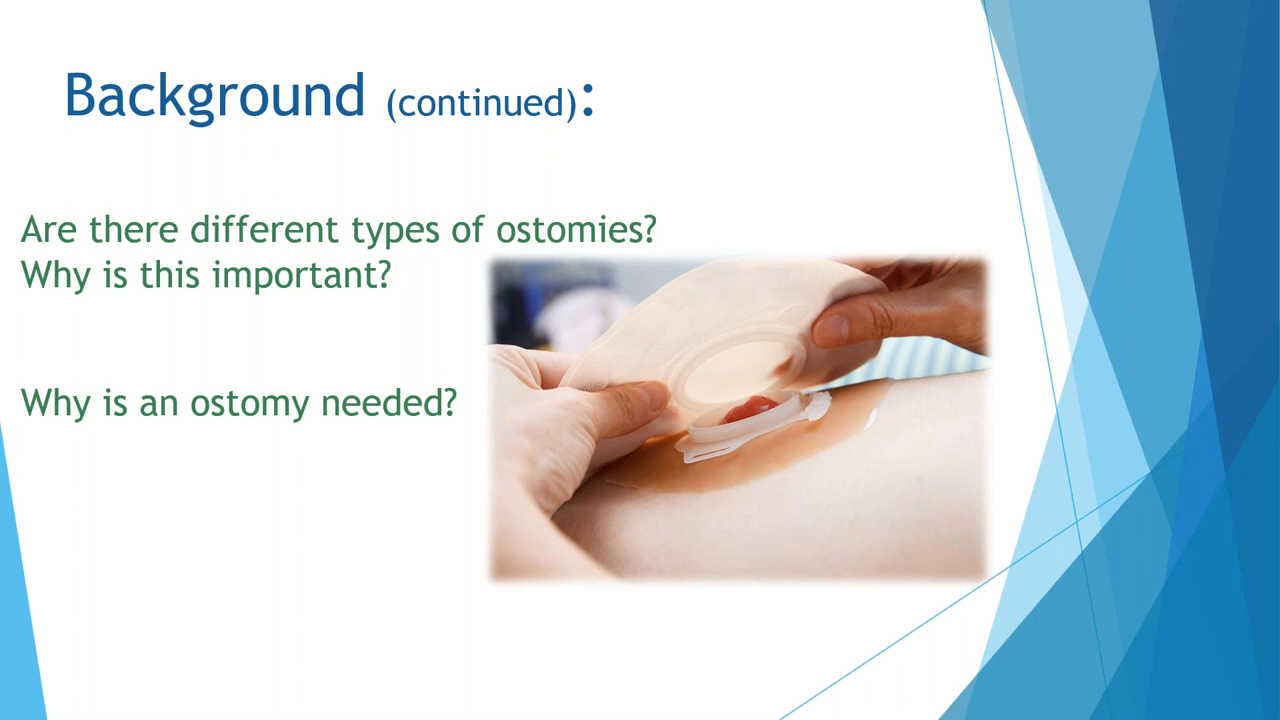 Background (continued):
Are there different types of ostomies?
Why is this important?
Why is an ostomy needed?